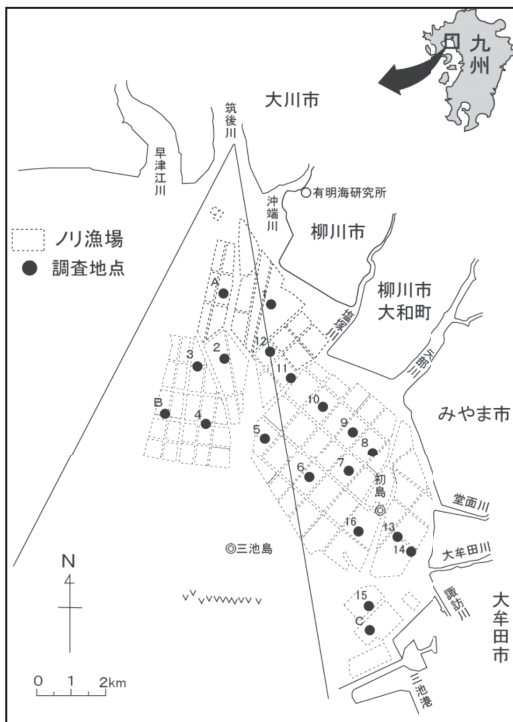 九州
大川市
筑後川
早津江川
有明海研究所
沖端川
柳川市
ノリ漁場
調査地点
柳川市
大和町
塩塚川
矢部川
みやま市
A
1
12
2
3
11
B
4
10
9
8
5
7
6
初島
堂面川
16
13
14
大牟田川
三池島
諏訪川
大牟田市
15
C
N
三池港
0 1 2km